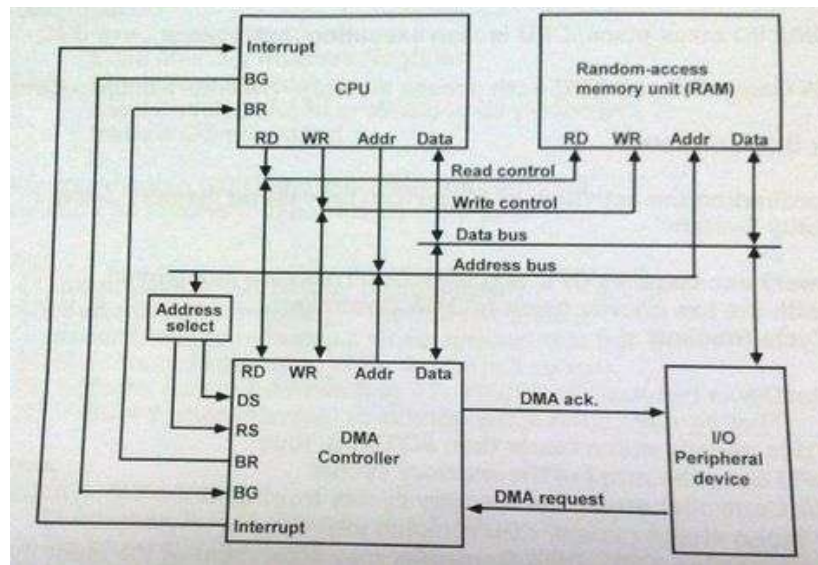 Interrupt
BG
BR
CPU
RD WR Addr Data
Random-access
memory unit (RAM)
RD WR Addr Data
Read control
Write control
Data bus
Address bus
Address
select
RD WR Addr Data
DS
RS
BR
BG
Interrupt
DMA
Controller
DMA ack.
DMA request
I/O
Peripheral
device